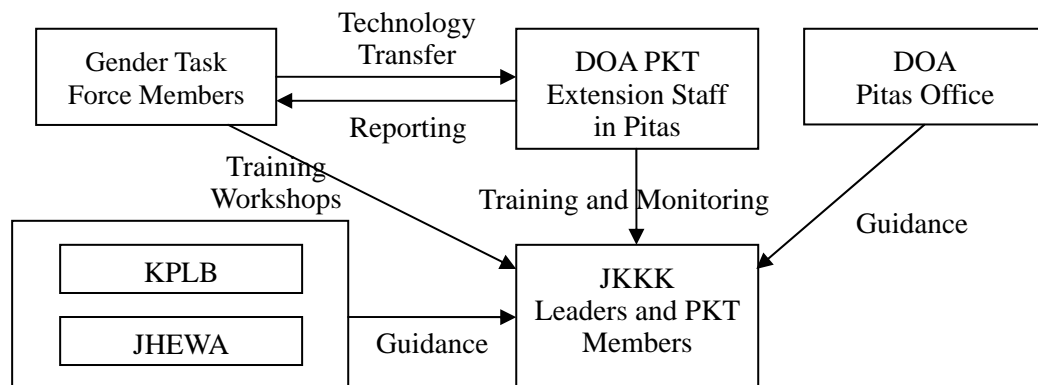 Technology
Transfer
Gender Task
Force Members
DOA PKT
Extension Staff
in Pitas
DOA
Pitas Office
Reporting
Training
Workshops
Training and Monitoring
Guidance
KPLB
JHEWA
Guidance
JKKK
Leaders and PKT
Members